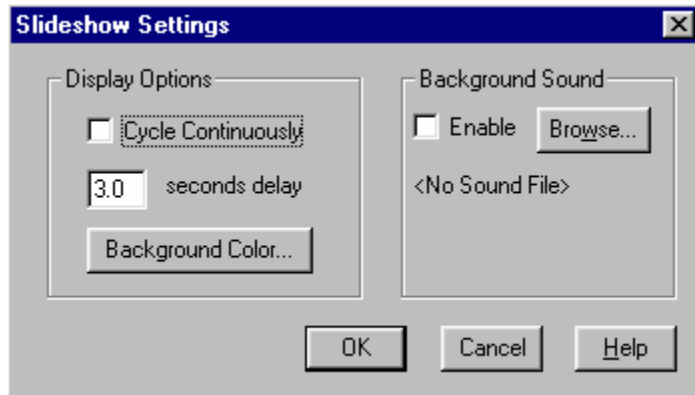 Slideshow Settings
Display Options
Cycle Continuously
3.0 seconds delay
Background Color...
Background Sound
Enable Browse...
<No Sound File>
OK Cancel Help